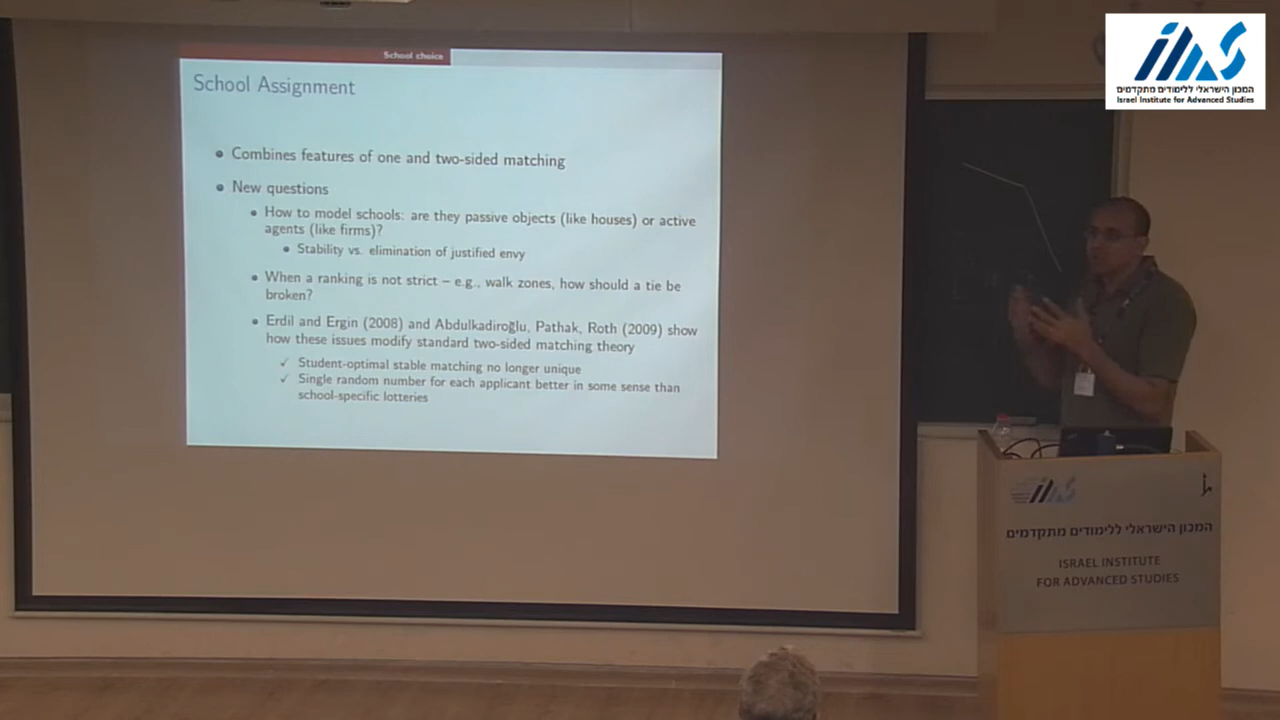 School choice
School Assignment
• Combines features of one and two-sided matching
• New questions
• How to model schools: are they passive objects (like houses) or active
agents (like firms)?
• Stability vs. elimination of justified envy
• When a ranking is not strict – e.g., walk zones, how should a tie be
broken?
• Erdil and Ergin (2008) and Abdulkadiroğlu, Pathak, Roth (2009) show
how these issues modify standard two-sided matching theory
✓ Student-optimal stable matching no longer unique
✓ Single random number for each applicant better in some sense than
school-specific lotteries
המכון הישראלי ללימודים מתקדמים
Israel Institute for Advanced Studies
המכון הישראלי ללימודים מתקדמים
ISRAEL INSTITUTE
FOR ADVANCED STUDIES